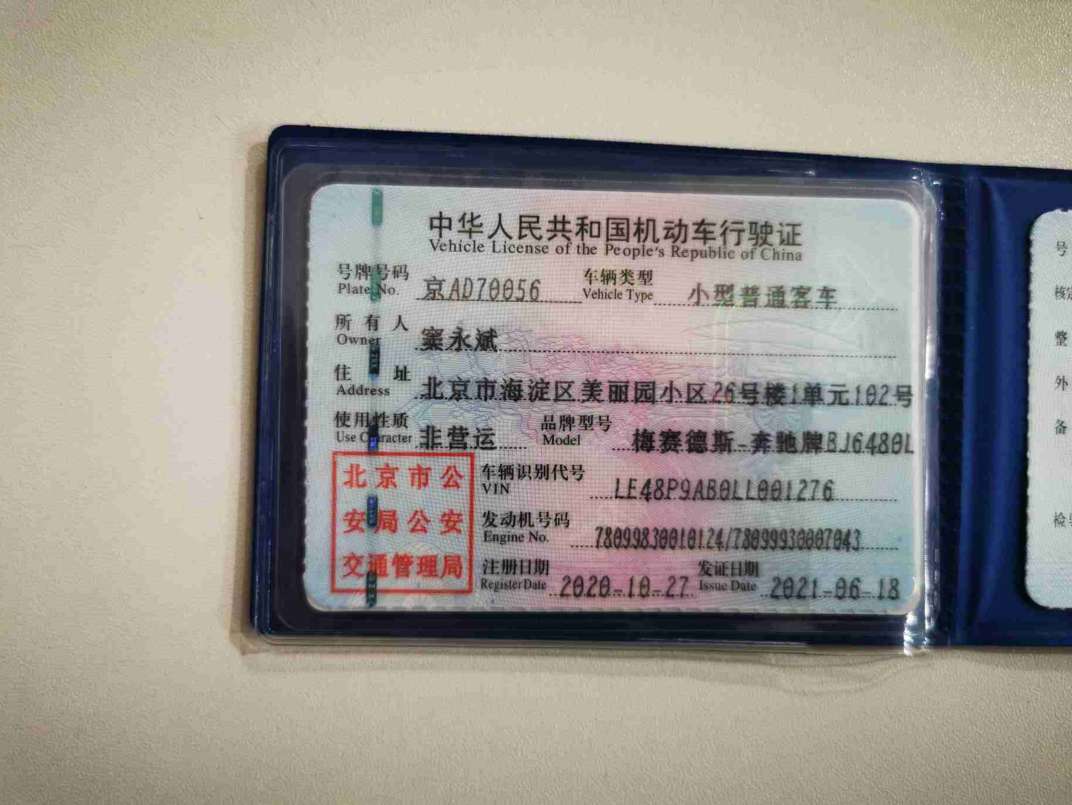 中华人民共和国机动车行驶证
Vehicle License of the People's Republic of China
号牌号码 京AD70056 车辆类型 小型普通客车
Plate No. Vehicle Type
所有人 窦永斌
Owner
住址 北京市海淀区美丽园小区26号楼1单元102号
Address
使用性质 非营运 品牌型号 梅赛德斯-奔驰牌BJ6480L
Use Character Model
北京市公
安局公安
交通管理局
车辆识别代号 LE48P9AB0LL001276
VIN
发动机号码 78099830010124/78099930007043
Engine No.
注册日期 2020-10-27 发证日期 2021-06-18
Register Date Issue Date
号
核定
整
外
备
检验